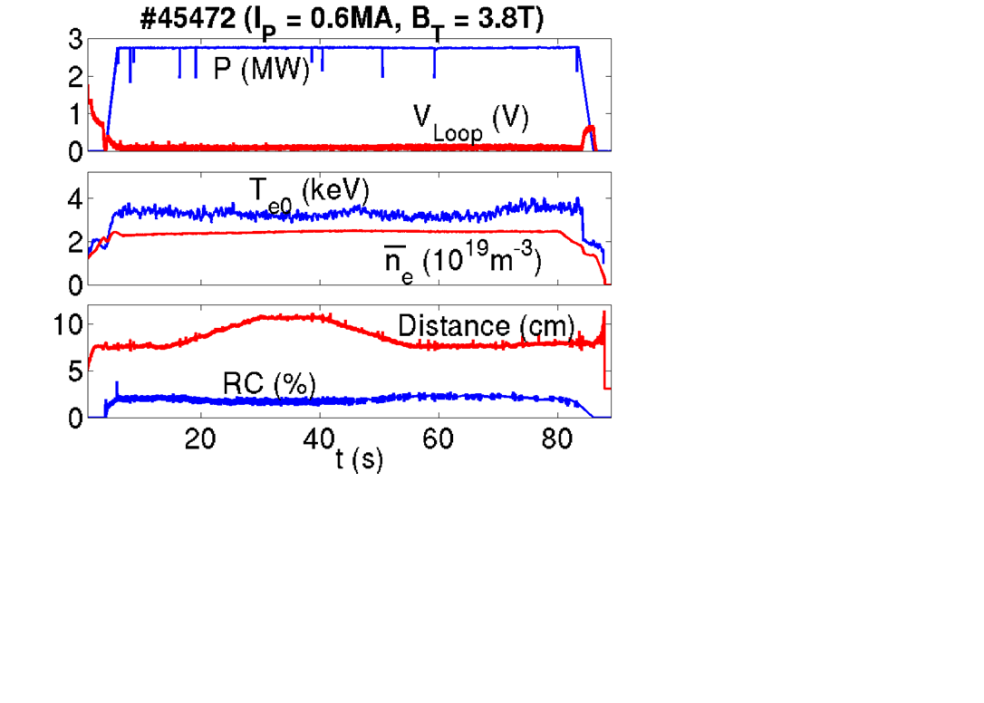 #45472 (I_P = 0.6MA, B_T = 3.8T)
3
P (MW)
2
V_Loop (V)
1
0
T_e0 (keV)
4
2
n̅_e (10^19 m^-3)
0
10
Distance (cm)
5
RC (%)
0
20 40 60 80
t (s)